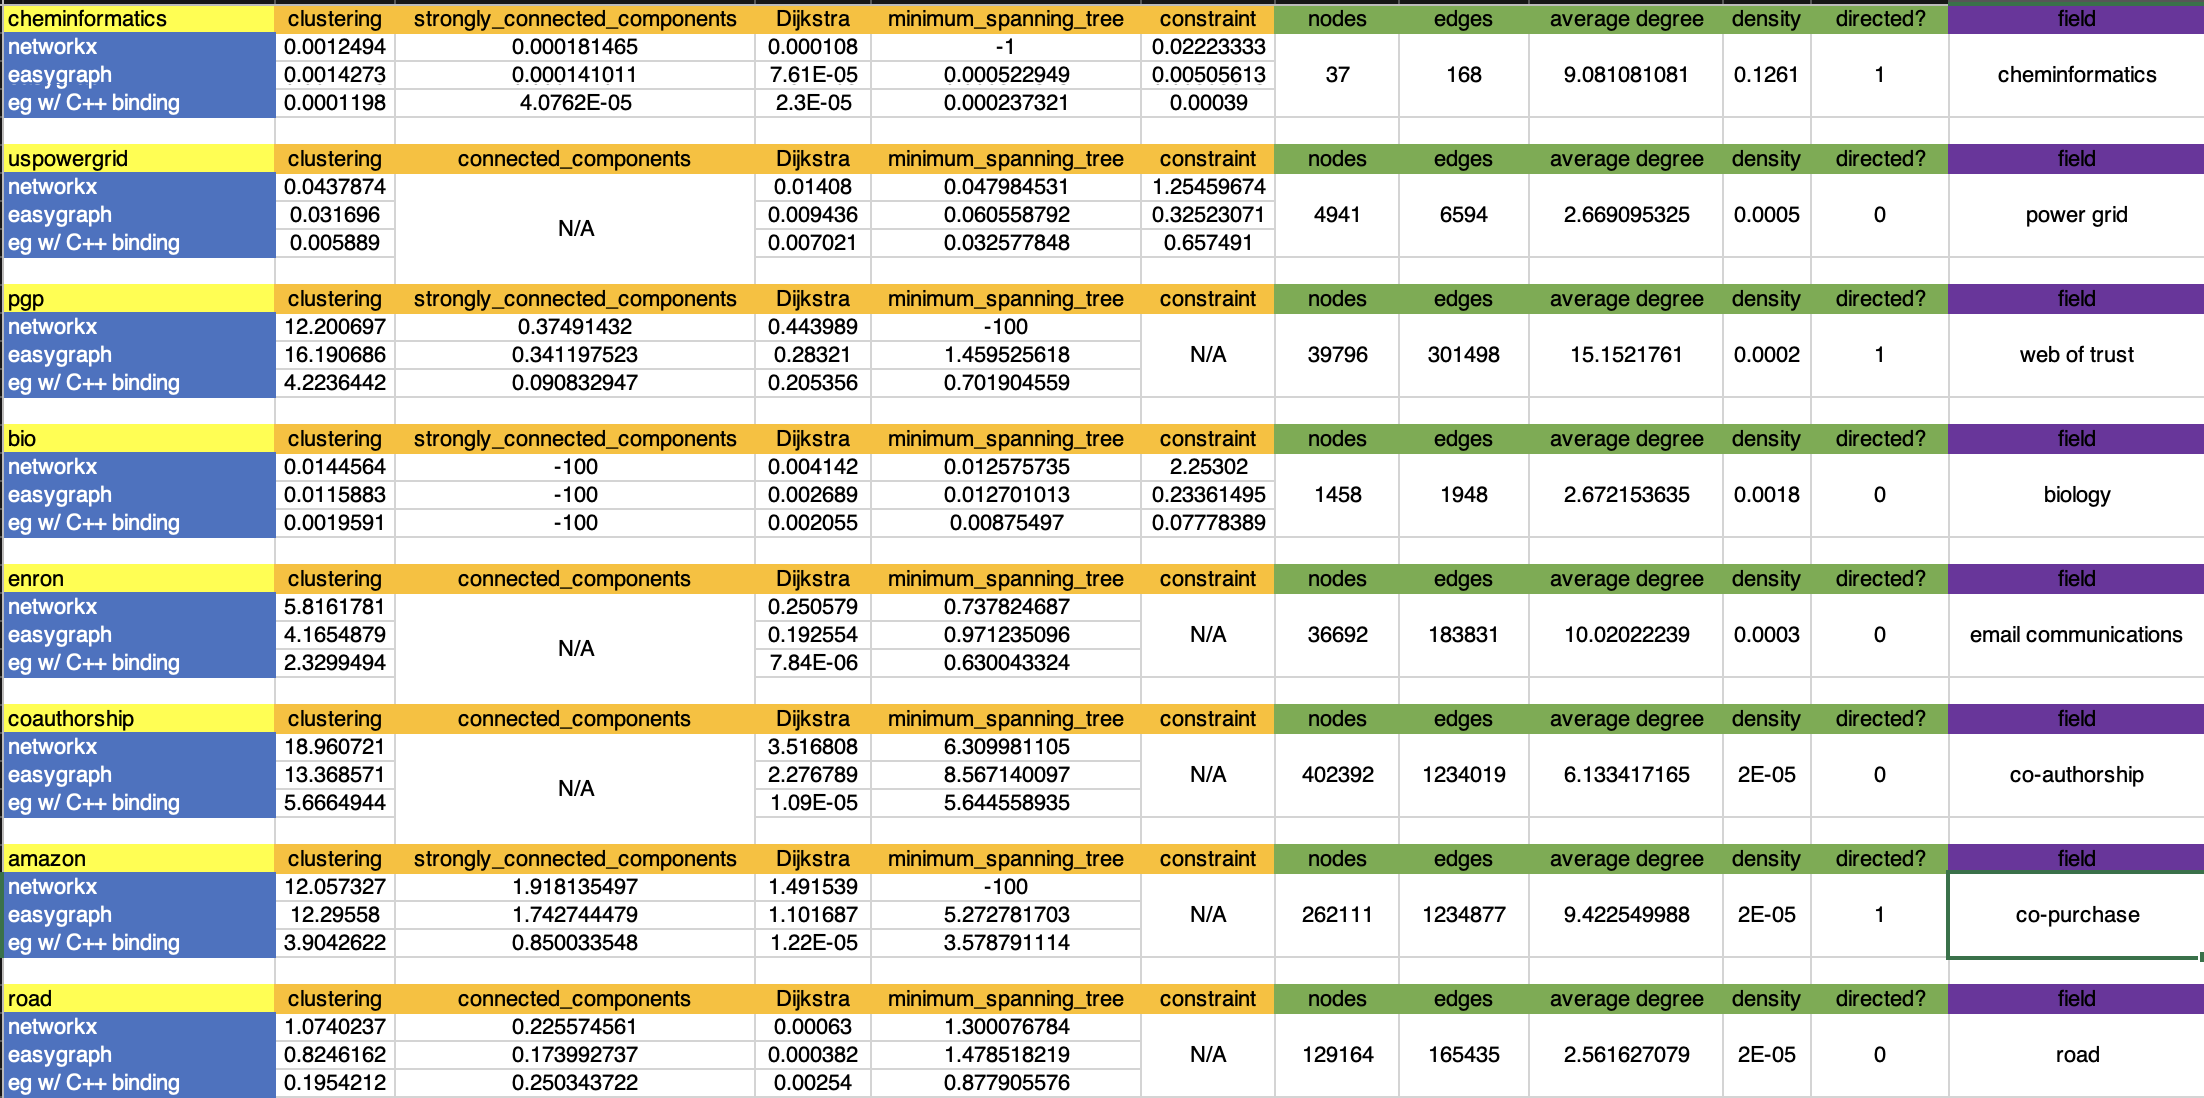 cheminformatics clustering strongly_connected_components Dijkstra minimum_spanning_tree constraint nodes edges average degree density directed? field
networkx 0.0012494 0.000181465 0.000108 -1 0.02223333
easygraph 0.0014273 0.000141011 7.61E-05 0.000522949 0.00505613 37 168 9.081081081 0.1261 1 cheminformatics
eg w/ C++ binding 0.0001198 4.0762E-05 2.3E-05 0.000237321 0.00039
uspowergrid clustering connected_components Dijkstra minimum_spanning_tree constraint nodes edges average degree density directed? field
networkx 0.0437874 0.01408 0.047984531 1.25459674
easygraph 0.031696 N/A 0.009436 0.060558792 0.32523071 4941 6594 2.669095325 0.0005 0 power grid
eg w/ C++ binding 0.005889 0.007021 0.032577848 0.657491
pgp clustering strongly_connected_components Dijkstra minimum_spanning_tree constraint nodes edges average degree density directed? field
networkx 12.200697 0.37491432 0.443989 -100
easygraph 16.190686 0.341197523 0.28321 1.459525618 N/A 39796 301498 15.1521761 0.0002 1 web of trust
eg w/ C++ binding 4.2236442 0.090832947 0.205356 0.701904559
bio clustering strongly_connected_components Dijkstra minimum_spanning_tree constraint nodes edges average degree density directed? field
networkx 0.0144564 -100 0.004142 0.012575735 2.25302
easygraph 0.0115883 -100 0.002689 0.012701013 0.23361495 1458 1948 2.672153635 0.0018 0 biology
eg w/ C++ binding 0.0019591 -100 0.002055 0.00875497 0.07778389
enron clustering connected_components Dijkstra minimum_spanning_tree constraint nodes edges average degree density directed? field
networkx 5.8161781 0.250579 0.737824687
easygraph 4.1654879 N/A 0.192554 0.971235096 N/A 36692 183831 10.02022239 0.0003 0 email communications
eg w/ C++ binding 2.3299494 7.84E-06 0.630043324
coauthorship clustering connected_components Dijkstra minimum_spanning_tree constraint nodes edges average degree density directed? field
networkx 18.960721 3.516808 6.309981105
easygraph 13.368571 N/A 2.276789 8.567140097 N/A 402392 1234019 6.133417165 2E-05 0 co-authorship
eg w/ C++ binding 5.6664944 1.09E-05 5.644558935
amazon clustering strongly_connected_components Dijkstra minimum_spanning_tree constraint nodes edges average degree density directed? field
networkx 12.057327 1.918135497 1.491539 -100
easygraph 12.29558 1.742744479 1.101687 5.272781703 N/A 262111 1234877 9.422549988 2E-05 1 co-purchase
eg w/ C++ binding 3.9042622 0.850033548 1.22E-05 3.578791114
road clustering connected_components Dijkstra minimum_spanning_tree constraint nodes edges average degree density directed? field
networkx 1.0740237 0.225574561 0.00063 1.300076784
easygraph 0.8246162 0.173992737 0.000382 1.478518219 N/A 129164 165435 2.561627079 2E-05 0 road
eg w/ C++ binding 0.1954212 0.250343722 0.00254 0.877905576